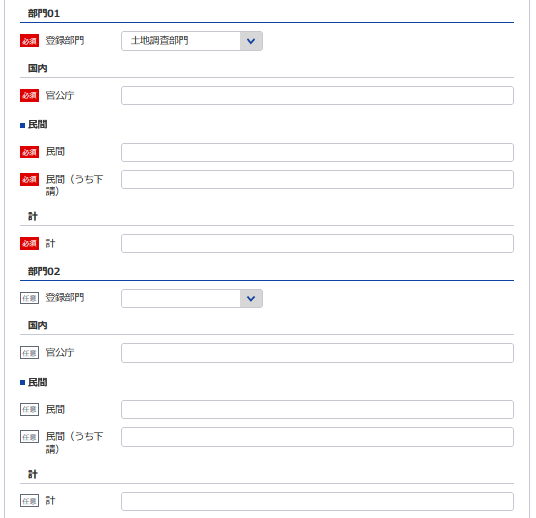 部門01
必須 登録部門 土地調査部門
国内
必須 官公庁
民間
必須 民間
必須 民間（うち下
請）
計
必須 計
部門02
任意 登録部門
国内
任意 官公庁
民間
任意 民間
任意 民間（うち下
請）
計
任意 計